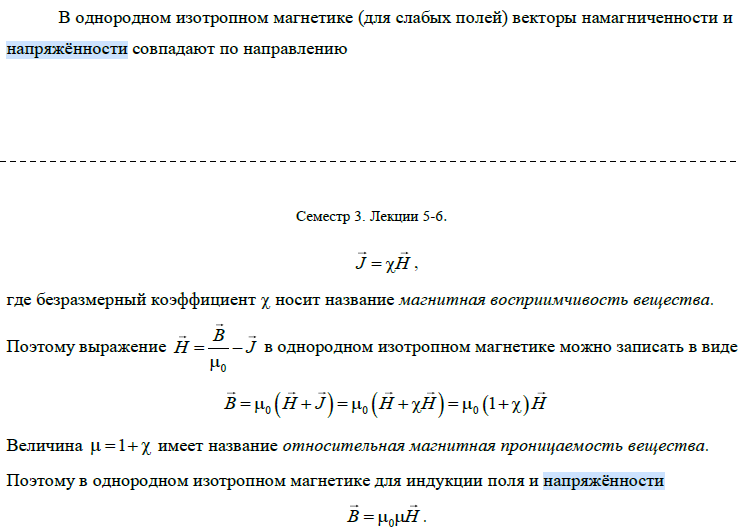 В однородном изотропном магнетике (для слабых полей) векторы намагниченности и
напряжённости совпадают по направлению
Семестр 3. Лекции 5-6.
$\vec{J} = \chi\vec{H}$ ,
где безразмерный коэффициент χ носит название магнитная восприимчивость вещества.
Поэтому выражение $\vec{H} = \frac{\vec{B}}{\mu_0} - \vec{J}$ в однородном изотропном магнетике можно записать в виде
$\vec{B} = \mu_0 \left( \vec{H} + \vec{J} \right) = \mu_0 \left( \vec{H} + \chi\vec{H} \right) = \mu_0 (1 + \chi) \vec{H}$
Величина μ = 1 + χ имеет название относительная магнитная проницаемость вещества.
Поэтому в однородном изотропном магнетике для индукции поля и напряжённости
$\vec{B} = \mu_0 \mu \vec{H}$ .